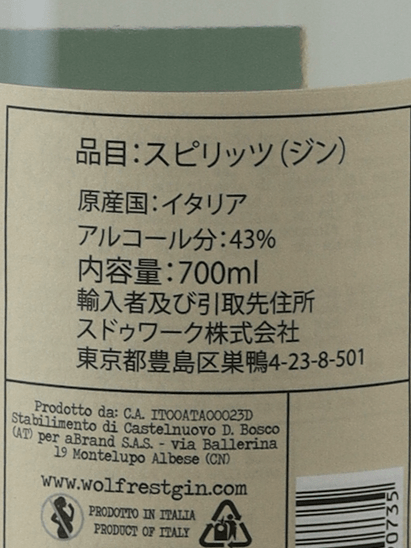 品目：スピリッツ（ジン）
原産国：イタリア
アルコール分：43%
内容量：700ml
輸入者及び引取先住所
スドゥワーク株式会社
東京都豊島区巣鴨4-23-8-501
Prodotto da: C.A. IT00ATA00023D
Stabilimento di Castelnuovo D. Bosco
(AT) per aBrand S.A.S. - via Ballerina
19 Montelupo Albese (CN)
www.wolfrestgin.com
PRODOTTO IN ITALIA
PRODUCT OF ITALY
0735